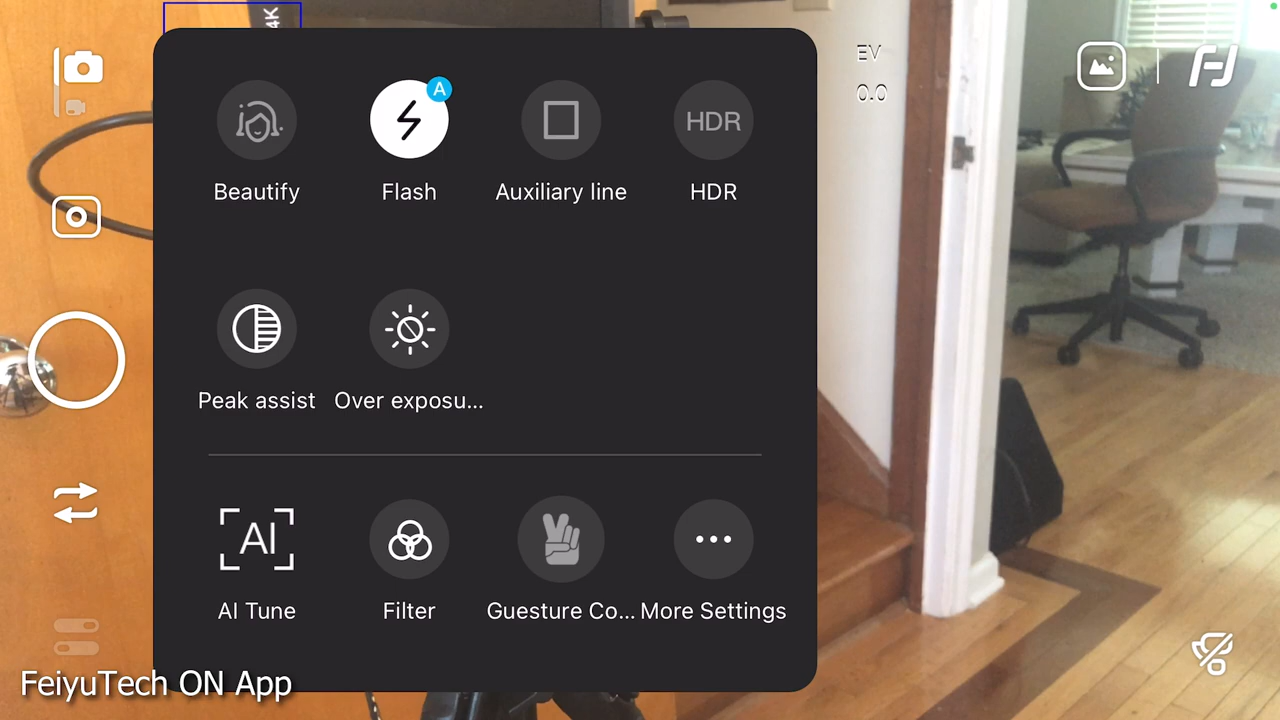 4K
A
EV
0.0
Beautify
Flash
Auxiliary line
HDR
HDR
Peak assist
Over exposu...
AI
AI Tune
Filter
Guesture Co...
More Settings
FeiyuTech ON App